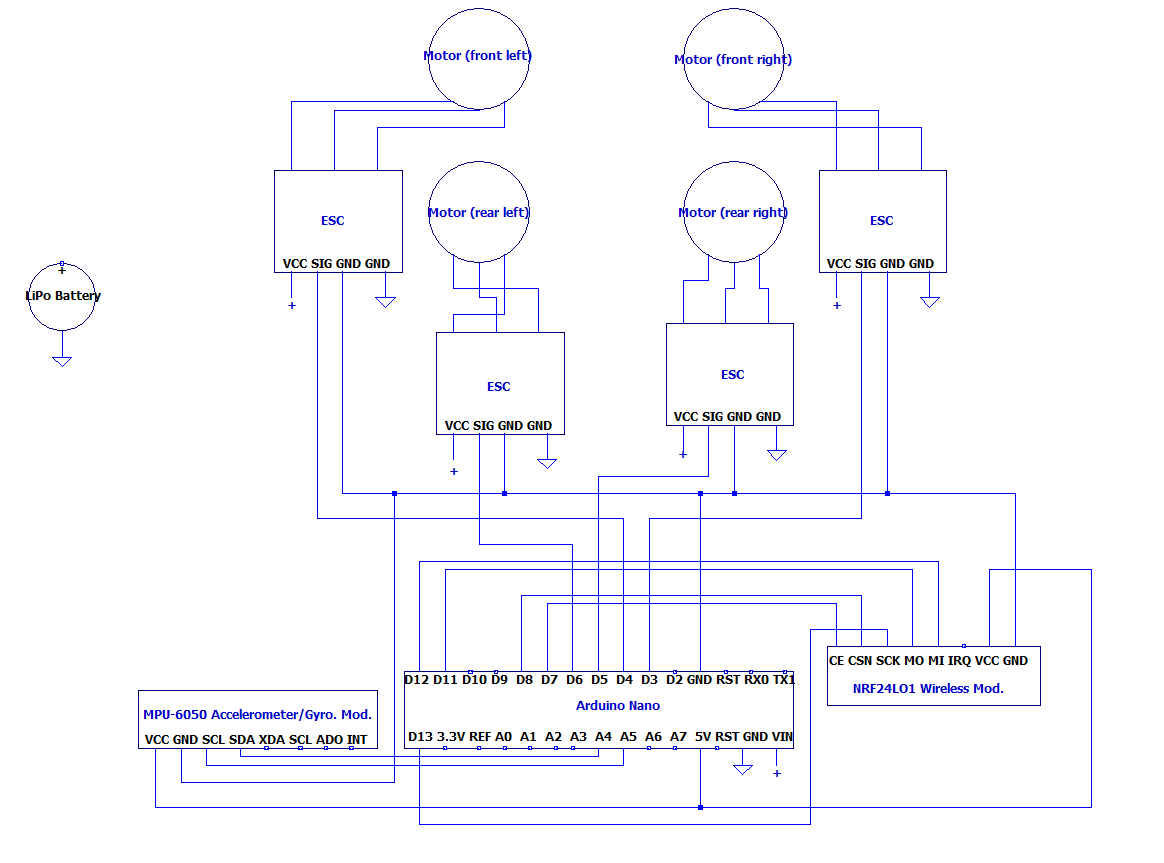 Motor (front left)
Motor (front right)
Motor (rear left)
Motor (rear right)
ESC
VCC SIG GND GND
+
ESC
VCC SIG GND GND
+
+
LiPo Battery
ESC
VCC SIG GND GND
+
ESC
VCC SIG GND GND
+
D12 D11 D10 D9 D8 D7 D6 D5 D4 D3 D2 GND RST RX0 TX1
Arduino Nano
D13 3.3V REF A0 A1 A2 A3 A4 A5 A6 A7 5V RST GND VIN
+
CE CSN SCK MO MI IRQ VCC GND
NRF24LO1 Wireless Mod.
MPU-6050 Accelerometer/Gyro. Mod.
VCC GND SCL SDA XDA SCL ADO INT